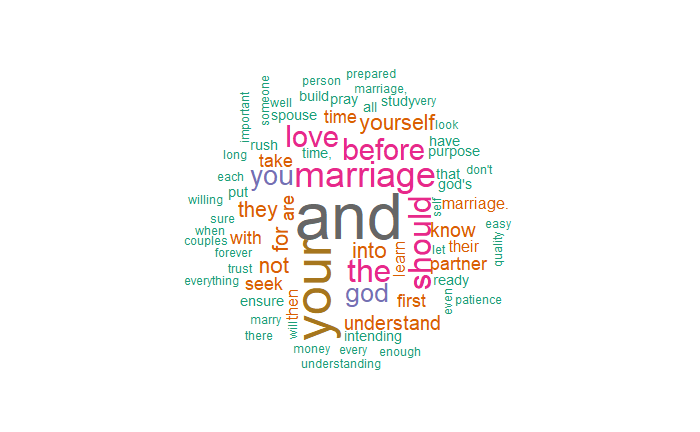 prepared
person
marriage,
someone
build
pray
study
very
important
well
spouse
time
all
yourself
look
rush
love
before
have
purpose
long
take
time,
each
you
marriage
that
don't
god's
willing
put
they
are
and
should
self
marriage.
sure
when
easy
couples
with
for
your
into
know
let
their
quality
forever
trust
not
the
learn
partner
everything
seek
god
ready
ensure
then
first
even
patience
marry
will
understand
there
intending
money
every
enough
understanding